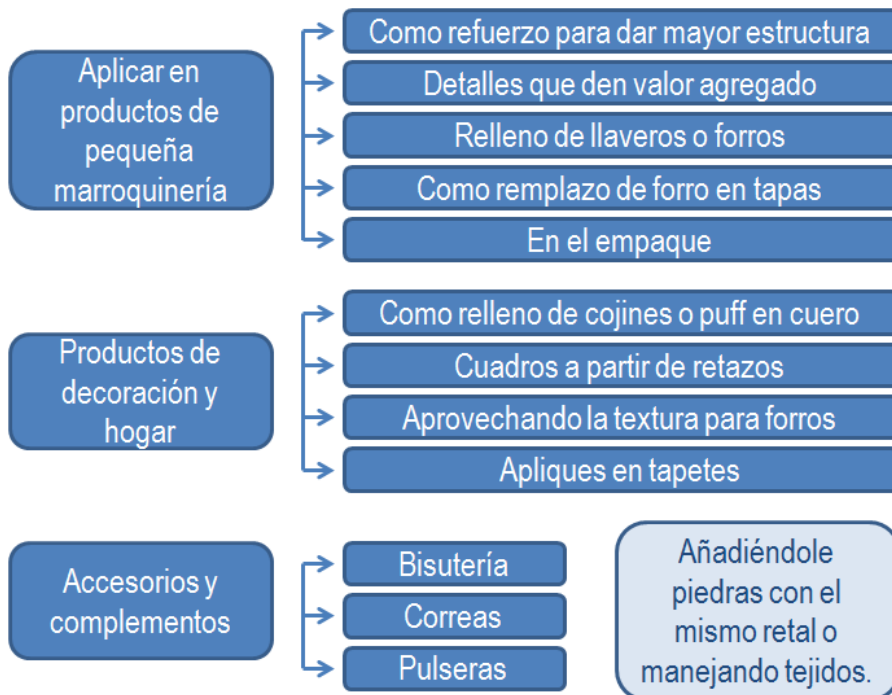 Aplicar en
productos de
pequeña
marroquinería
Como refuerzo para dar mayor estructura
Detalles que den valor agregado
Relleno de llaveros o forros
Como remplazo de forro en tapas
En el empaque
Productos de
decoración y
hogar
Como relleno de cojines o puff en cuero
Cuadros a partir de retazos
Aprovechando la textura para forros
Apliques en tapetes
Accesorios y
complementos
Bisutería
Correas
Pulseras
Añadiéndole
piedras con el
mismo retal o
manejando tejidos.